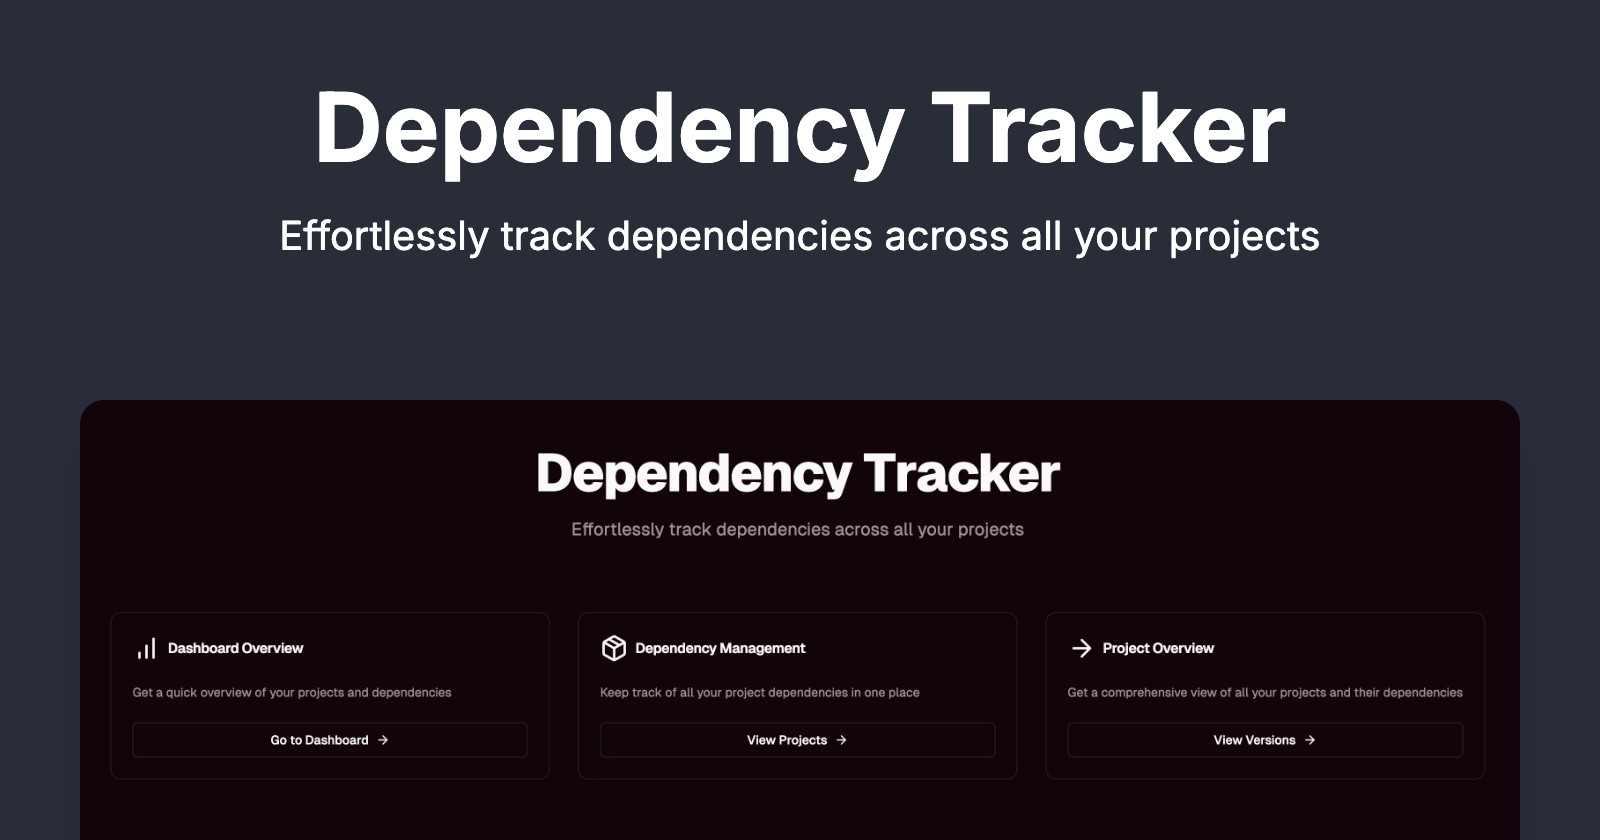 Dependency Tracker
Effortlessly track dependencies across all your projects
Dependency Tracker
Effortlessly track dependencies across all your projects
Dashboard Overview
Get a quick overview of your projects and dependencies
Go to Dashboard →
Dependency Management
Keep track of all your project dependencies in one place
View Projects →
Project Overview
Get a comprehensive view of all your projects and their dependencies
View Versions →